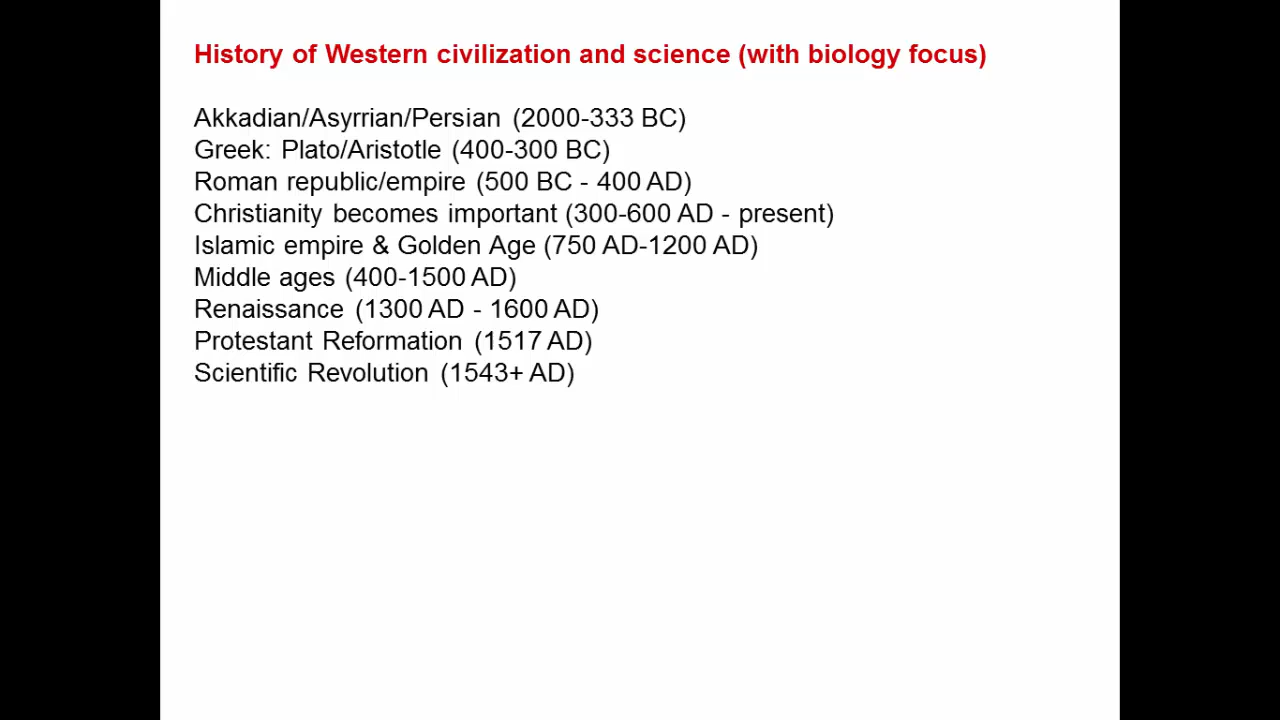 History of Western civilization and science (with biology focus)
Akkadian/Asyrrian/Persian (2000-333 BC)
Greek: Plato/Aristotle (400-300 BC)
Roman republic/empire (500 BC - 400 AD)
Christianity becomes important (300-600 AD - present)
Islamic empire & Golden Age (750 AD-1200 AD)
Middle ages (400-1500 AD)
Renaissance (1300 AD - 1600 AD)
Protestant Reformation (1517 AD)
Scientific Revolution (1543+ AD)